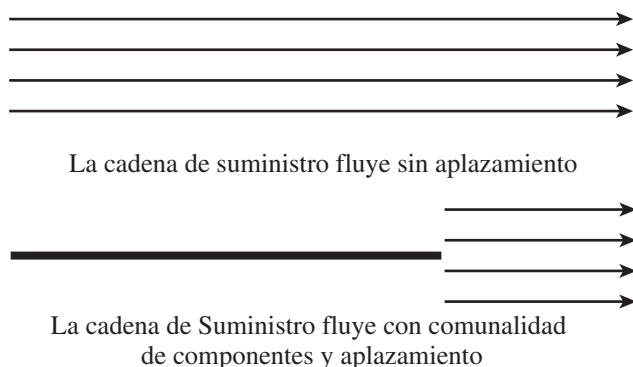 La cadena de suministro fluye sin aplazamiento
La cadena de Suministro fluye con comunalidad
de componentes y aplazamiento